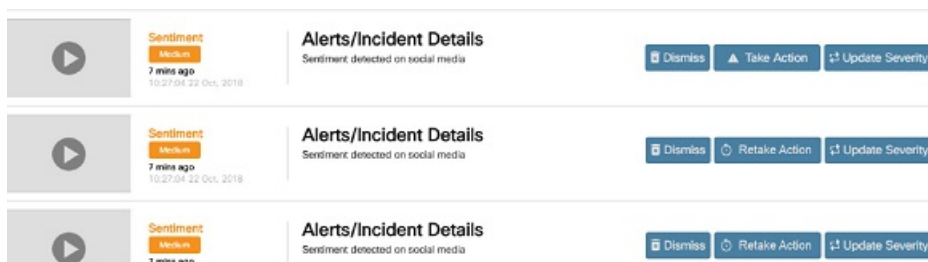 Sentiment
Medium
7 mins ago
10:27:04 22 Oct, 2018
Alerts/Incident Details
Sentiment detected on social media
Dismiss
Take Action
Update Severity
Sentiment
Medium
7 mins ago
10:27:04 22 Oct, 2018
Alerts/Incident Details
Sentiment detected on social media
Dismiss
Retake Action
Update Severity
Sentiment
Medium
7 mins ago
Alerts/Incident Details
Sentiment detected on social media
Dismiss
Retake Action
Update Severity